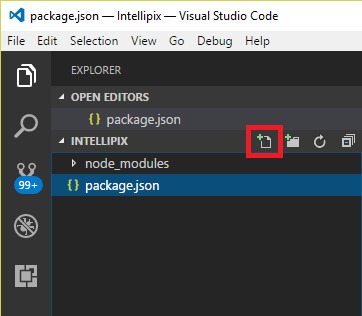 package.json — Intellipix — Visual Studio Code
File Edit Selection View Go Debug Help
EXPLORER
OPEN EDITORS
{ } package.json
INTELLIPIX
node_modules
{ } package.json
99+